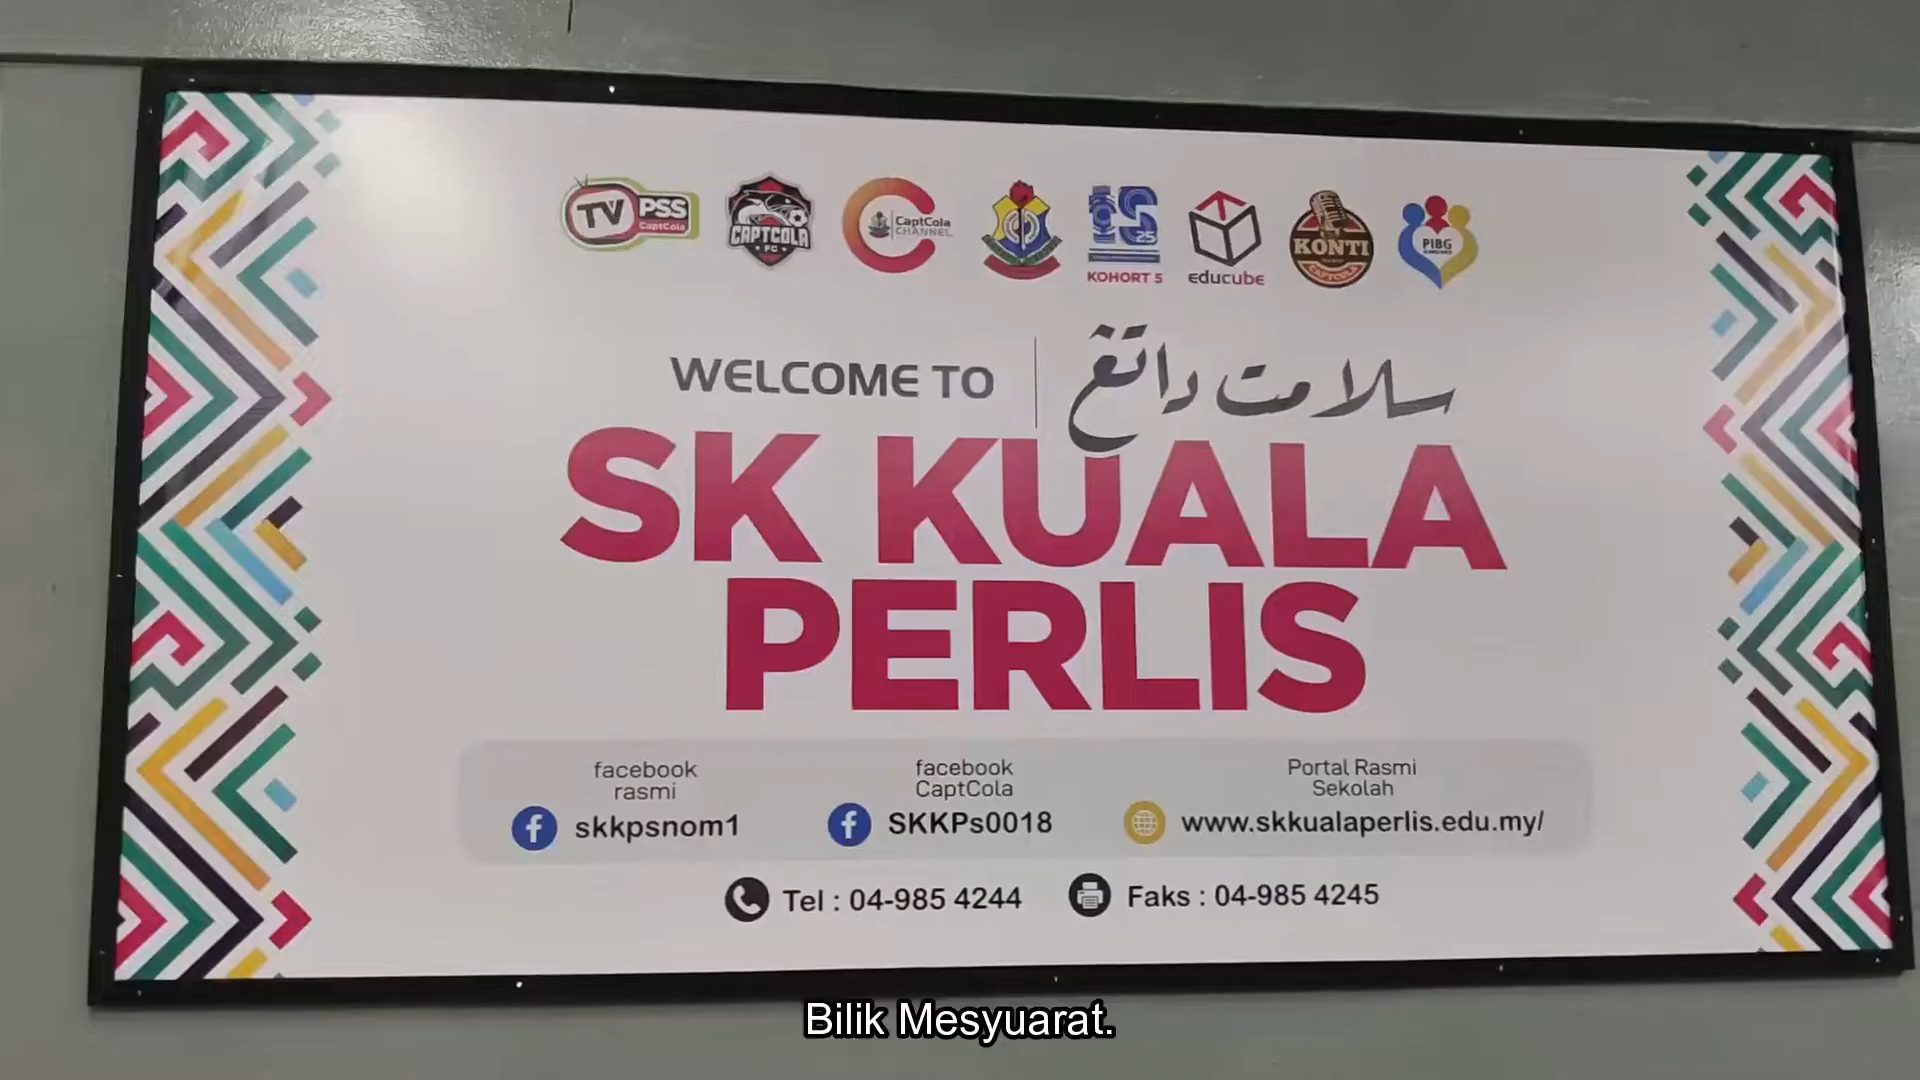 TV PSS
CaptCola
CAPTCOLA
FC
CaptCola
CHANNEL
25
KOHORT 5
educube
KONTI
CAPTCOLA
PIBG
WELCOME TO
سلامت داتڠ
SK KUALA
PERLIS
facebook
rasmi
skkpsnom1
facebook
CaptCola
SKKPs0018
Portal Rasmi
Sekolah
www.skkualaperlis.edu.my/
Tel : 04-985 4244
Faks : 04-985 4245
Bilik Mesyuarat.